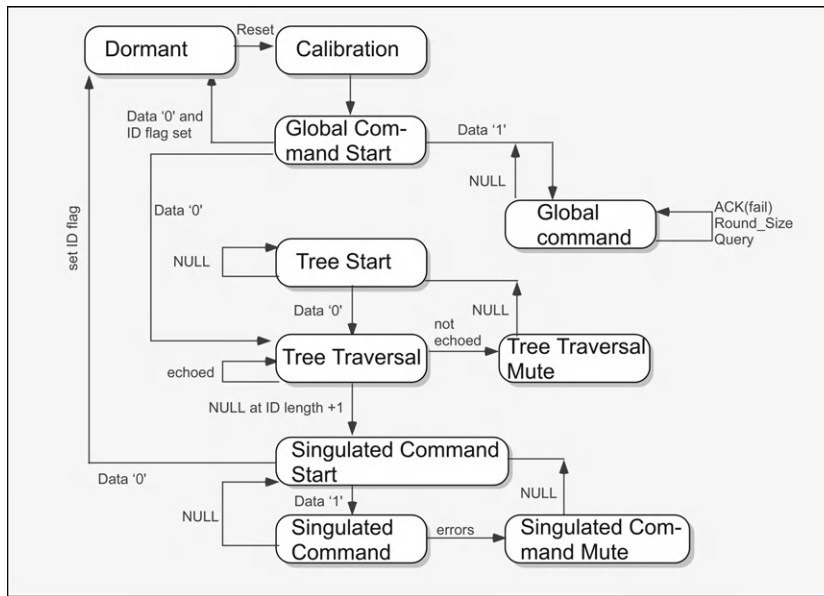 Reset
Dormant
Calibration
Data ‘0’ and
ID flag set
Global Com-
mand Start
Data ‘1’
NULL
Data ‘0’
Global
command
ACK(fail)
Round_Size
Query
set ID flag
NULL
Tree Start
NULL
Data ‘0’
not
echoed
Tree Traversal
Tree Traversal
Mute
echoed
NULL at ID length +1
Singulated Command
Start
Data ‘0’
NULL
Data ‘1’
NULL
Singulated
Command
errors
Singulated Com-
mand Mute